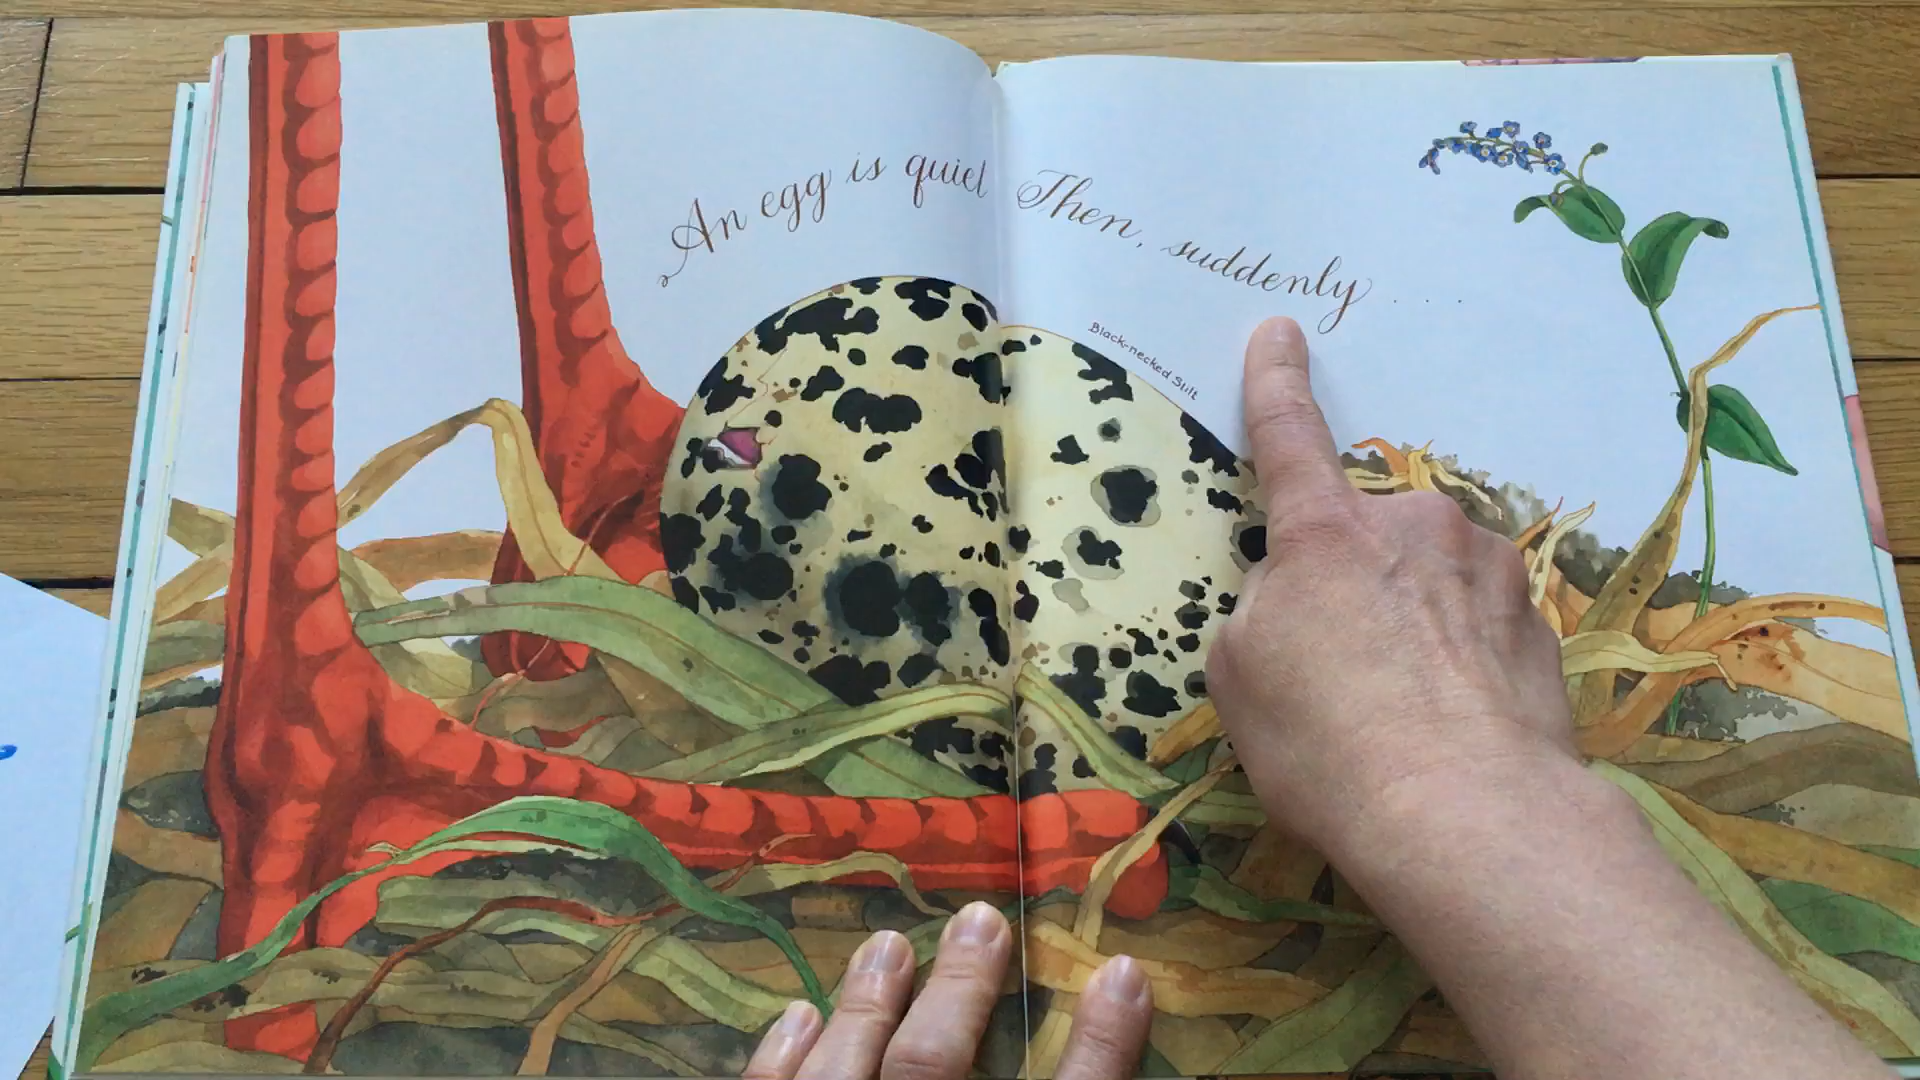 An egg is quiet Then, suddenly . . . .
Black-necked Stilt